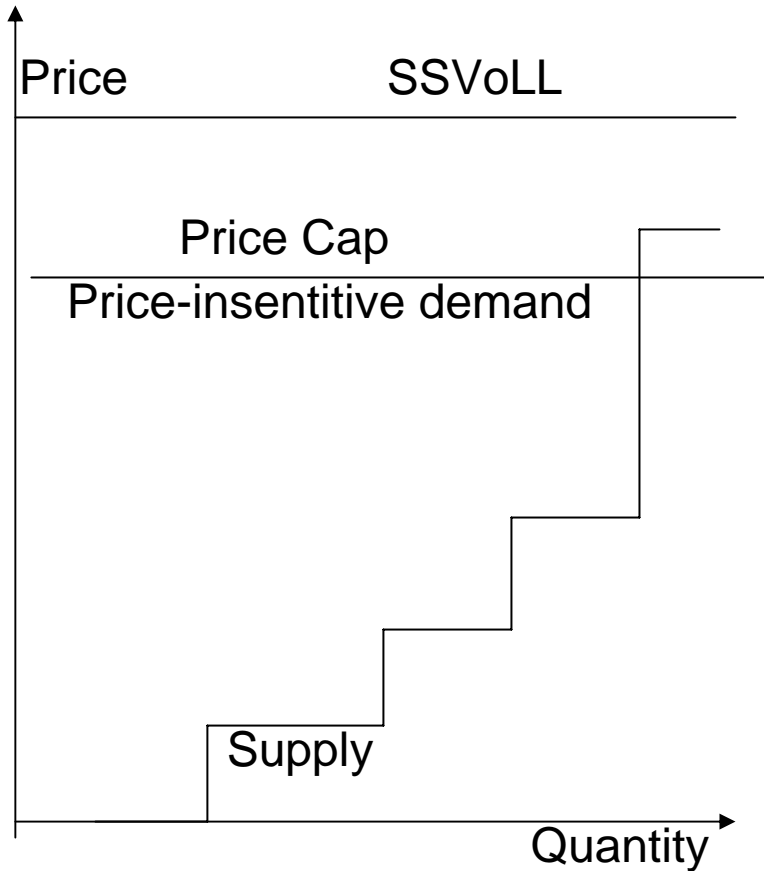 Price
SSVoLL
Price Cap
Price-insentitive demand
Supply
Quantity